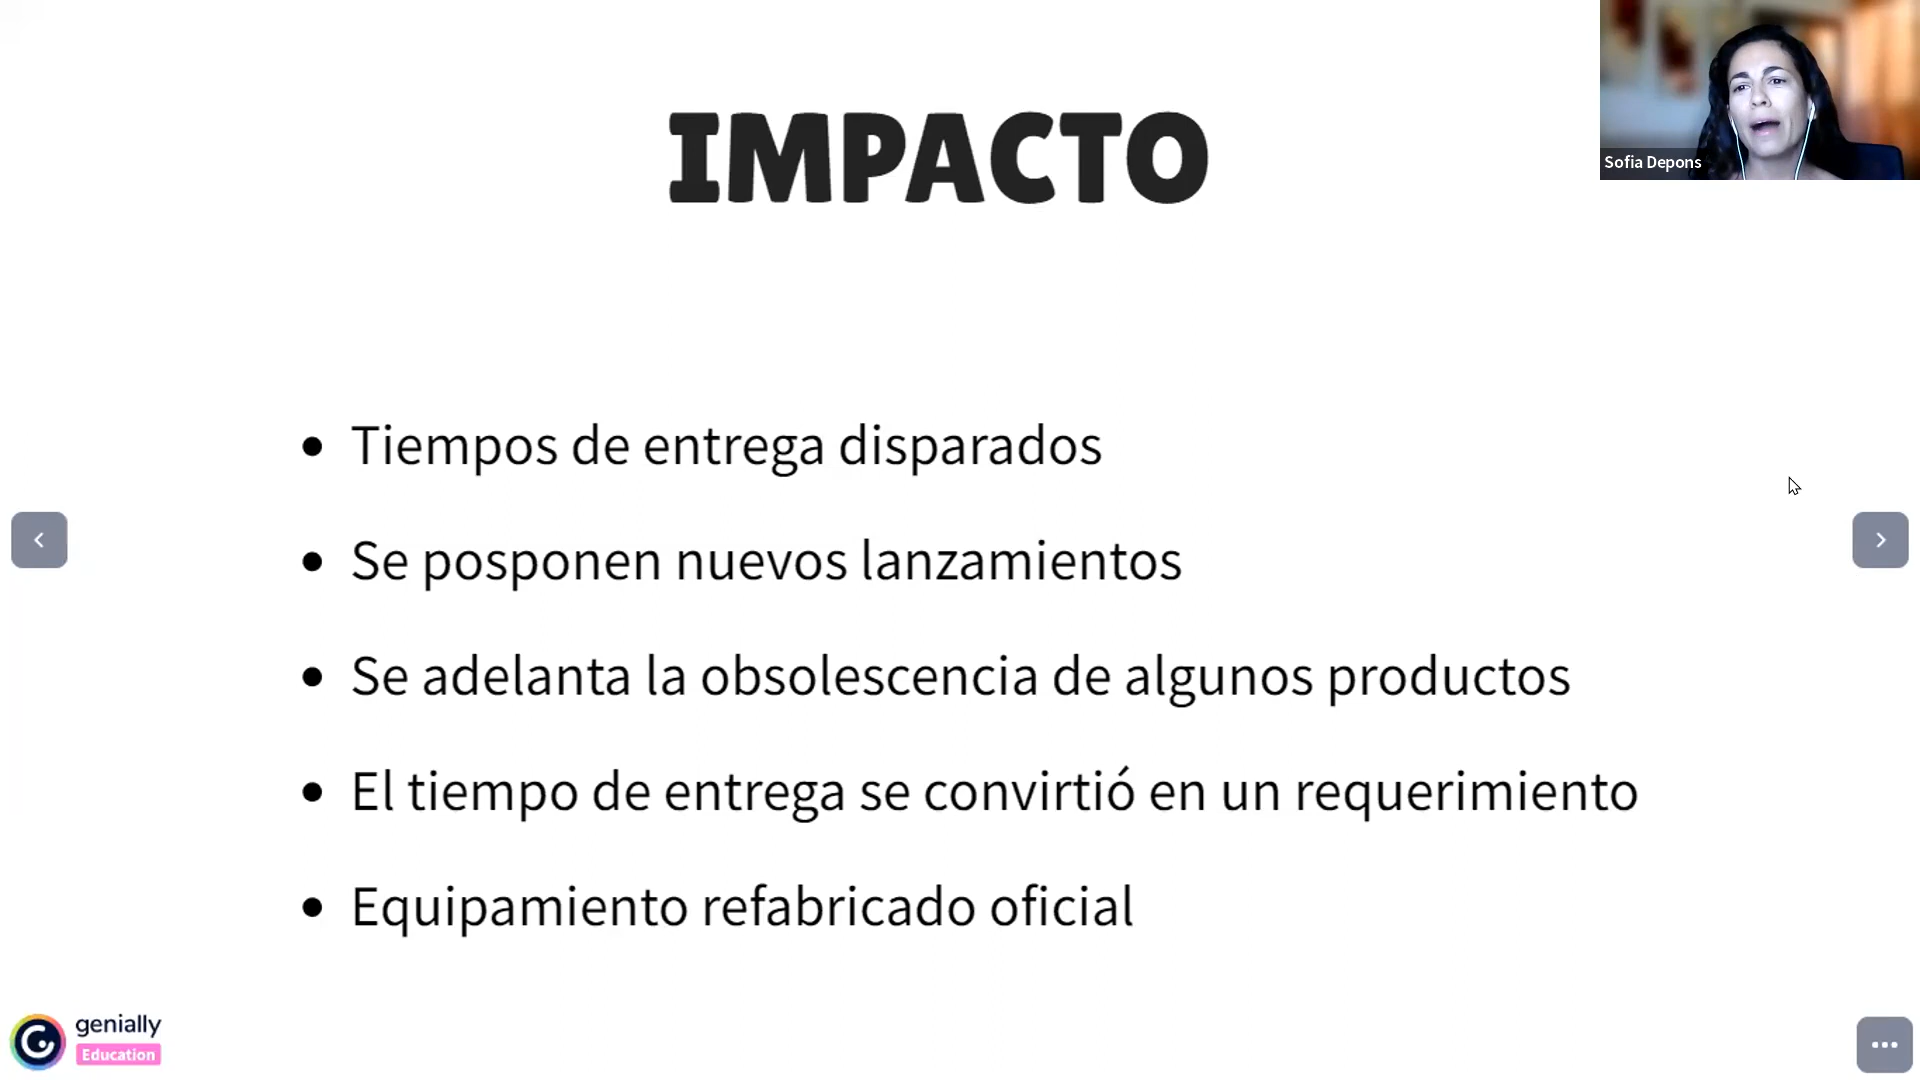 IMPACTO
Sofia Depons
• Tiempos de entrega disparados
• Se posponen nuevos lanzamientos
• Se adelanta la obsolescencia de algunos productos
• El tiempo de entrega se convirtió en un requerimiento
• Equipamiento refabricado oficial
genially
Education